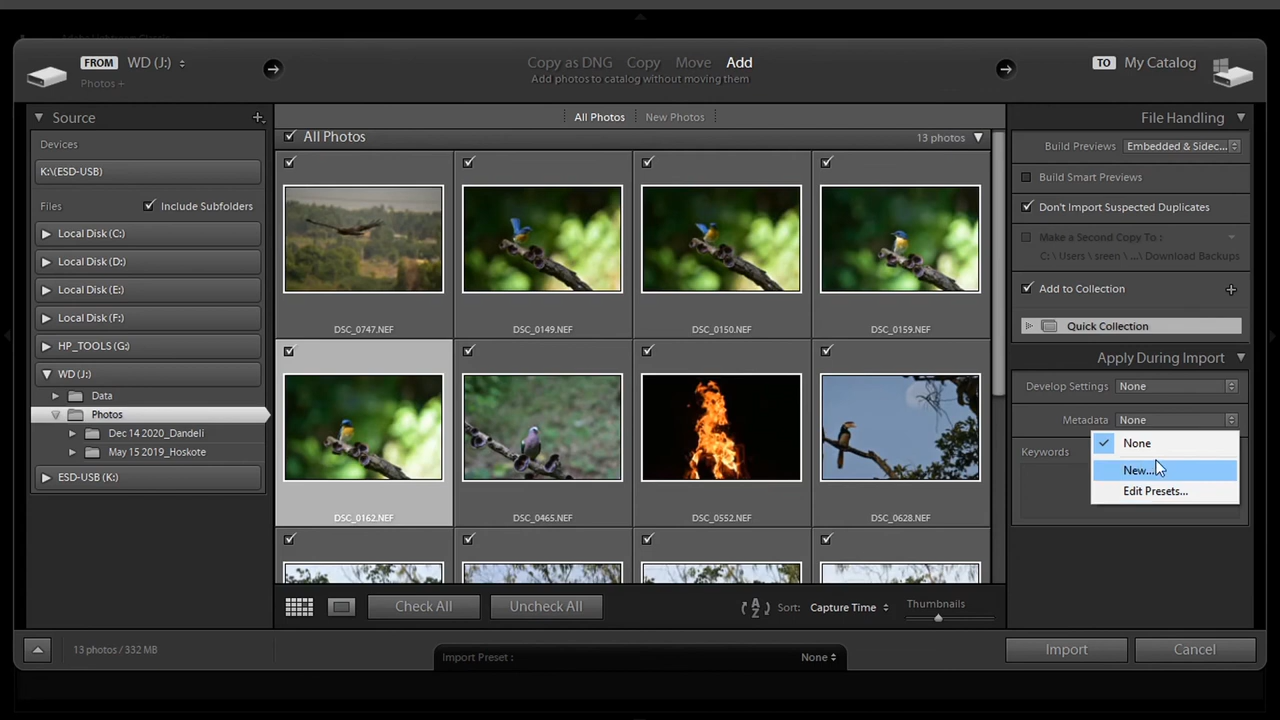 FROM WD (J:)
Photos +
Copy as DNG Copy Move Add
Add photos to catalog without moving them
TO My Catalog
Source
Devices
K:\(ESD-USB)
Files Include Subfolders
Local Disk (C:)
Local Disk (D:)
Local Disk (E:)
Local Disk (F:)
HP_TOOLS (G:)
WD (J:)
Data
Photos
Dec 14 2020_Dandeli
May 15 2019_Hoskote
ESD-USB (K:)
All Photos New Photos
All Photos 13 photos
DSC_0747.NEF DSC_0149.NEF DSC_0150.NEF DSC_0159.NEF
DSC_0162.NEF DSC_0465.NEF DSC_0552.NEF DSC_0628.NEF
Check All Uncheck All Sort: Capture Time Thumbnails
File Handling
Build Previews Embedded & Sidec...
Build Smart Previews
Don't Import Suspected Duplicates
Make a Second Copy To :
C: \ Users \ sreen \ ...\ Download Backups
Add to Collection
Quick Collection
Apply During Import
Develop Settings None
Metadata None
None
Keywords
New...
Edit Presets...
13 photos / 332 MB
Import Preset : None
Import Cancel